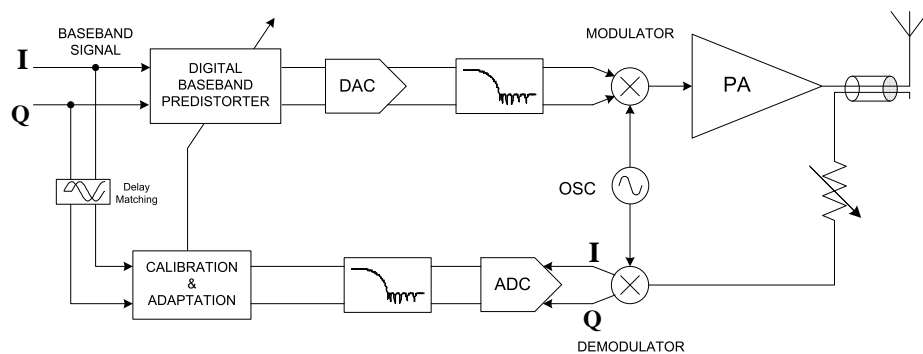 BASEBAND
SIGNAL
I
Q
DIGITAL
BASEBAND
PREDISTORTER
DAC
MODULATOR
PA
Delay
Matching
OSC
CALIBRATION
&
ADAPTATION
ADC
I
Q
DEMODULATOR